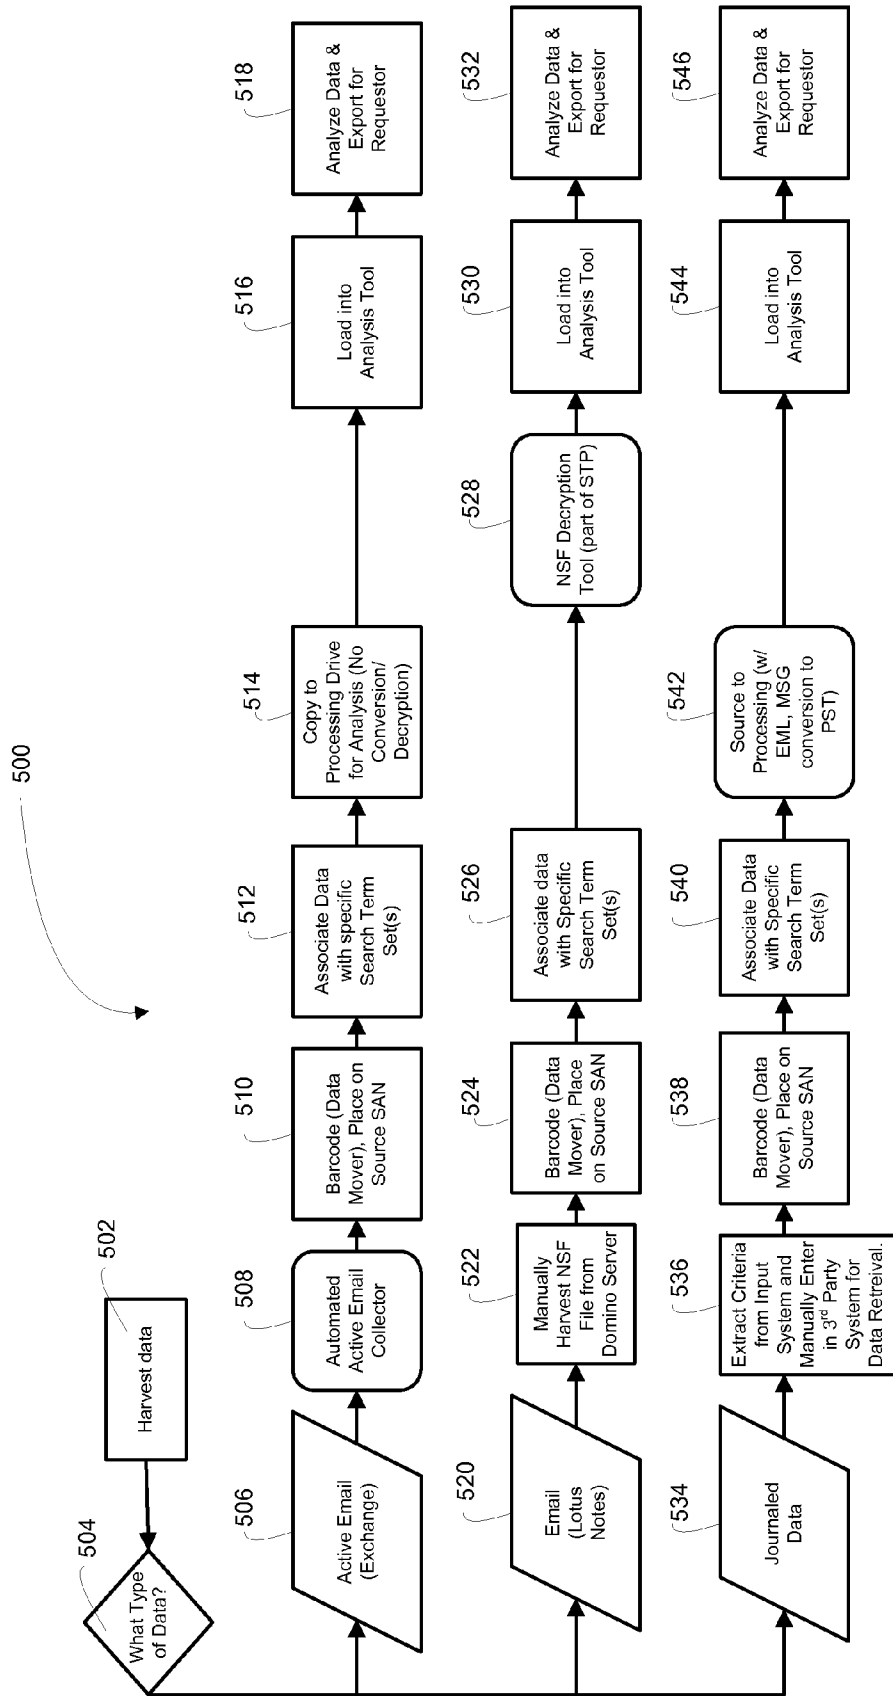 500
502
Harvest data
504
What Type
of Data?
506
Active Email
(Exchange)
508
Automated
Active Email
Collector
510
Barcode (Data
Mover), Place on
Source SAN
512
Associate Data
with specific
Search Term
Set(s)
514
Copy to
Processing Drive
for Analysis (No
Conversion/
Decryption)
516
Load into
Analysis Tool
518
Analyze Data &
Export for
Requestor
520
Email
(Lotus
Notes)
522
Manually
Harvest NSF
File from
Domino Server
524
Barcode (Data
Mover), Place
on Source SAN
526
Associate data
with Specific
Search Term
Set(s)
528
NSF Decryption
Tool (part of STP)
530
Load into
Analysis Tool
532
Analyze Data &
Export for
Requestor
534
Journaled
Data
536
Extract Criteria
from Input
System and
Manually Enter
in 3rd Party
System for
Data Retreival.
538
Barcode (Data
Mover), Place on
Source SAN
540
Associate Data
with Specific
Search Term
Set(s)
542
Source to
Processing (w/
EML, MSG
conversion to
PST)
544
Load into
Analysis Tool
546
Analyze Data &
Export for
Requestor